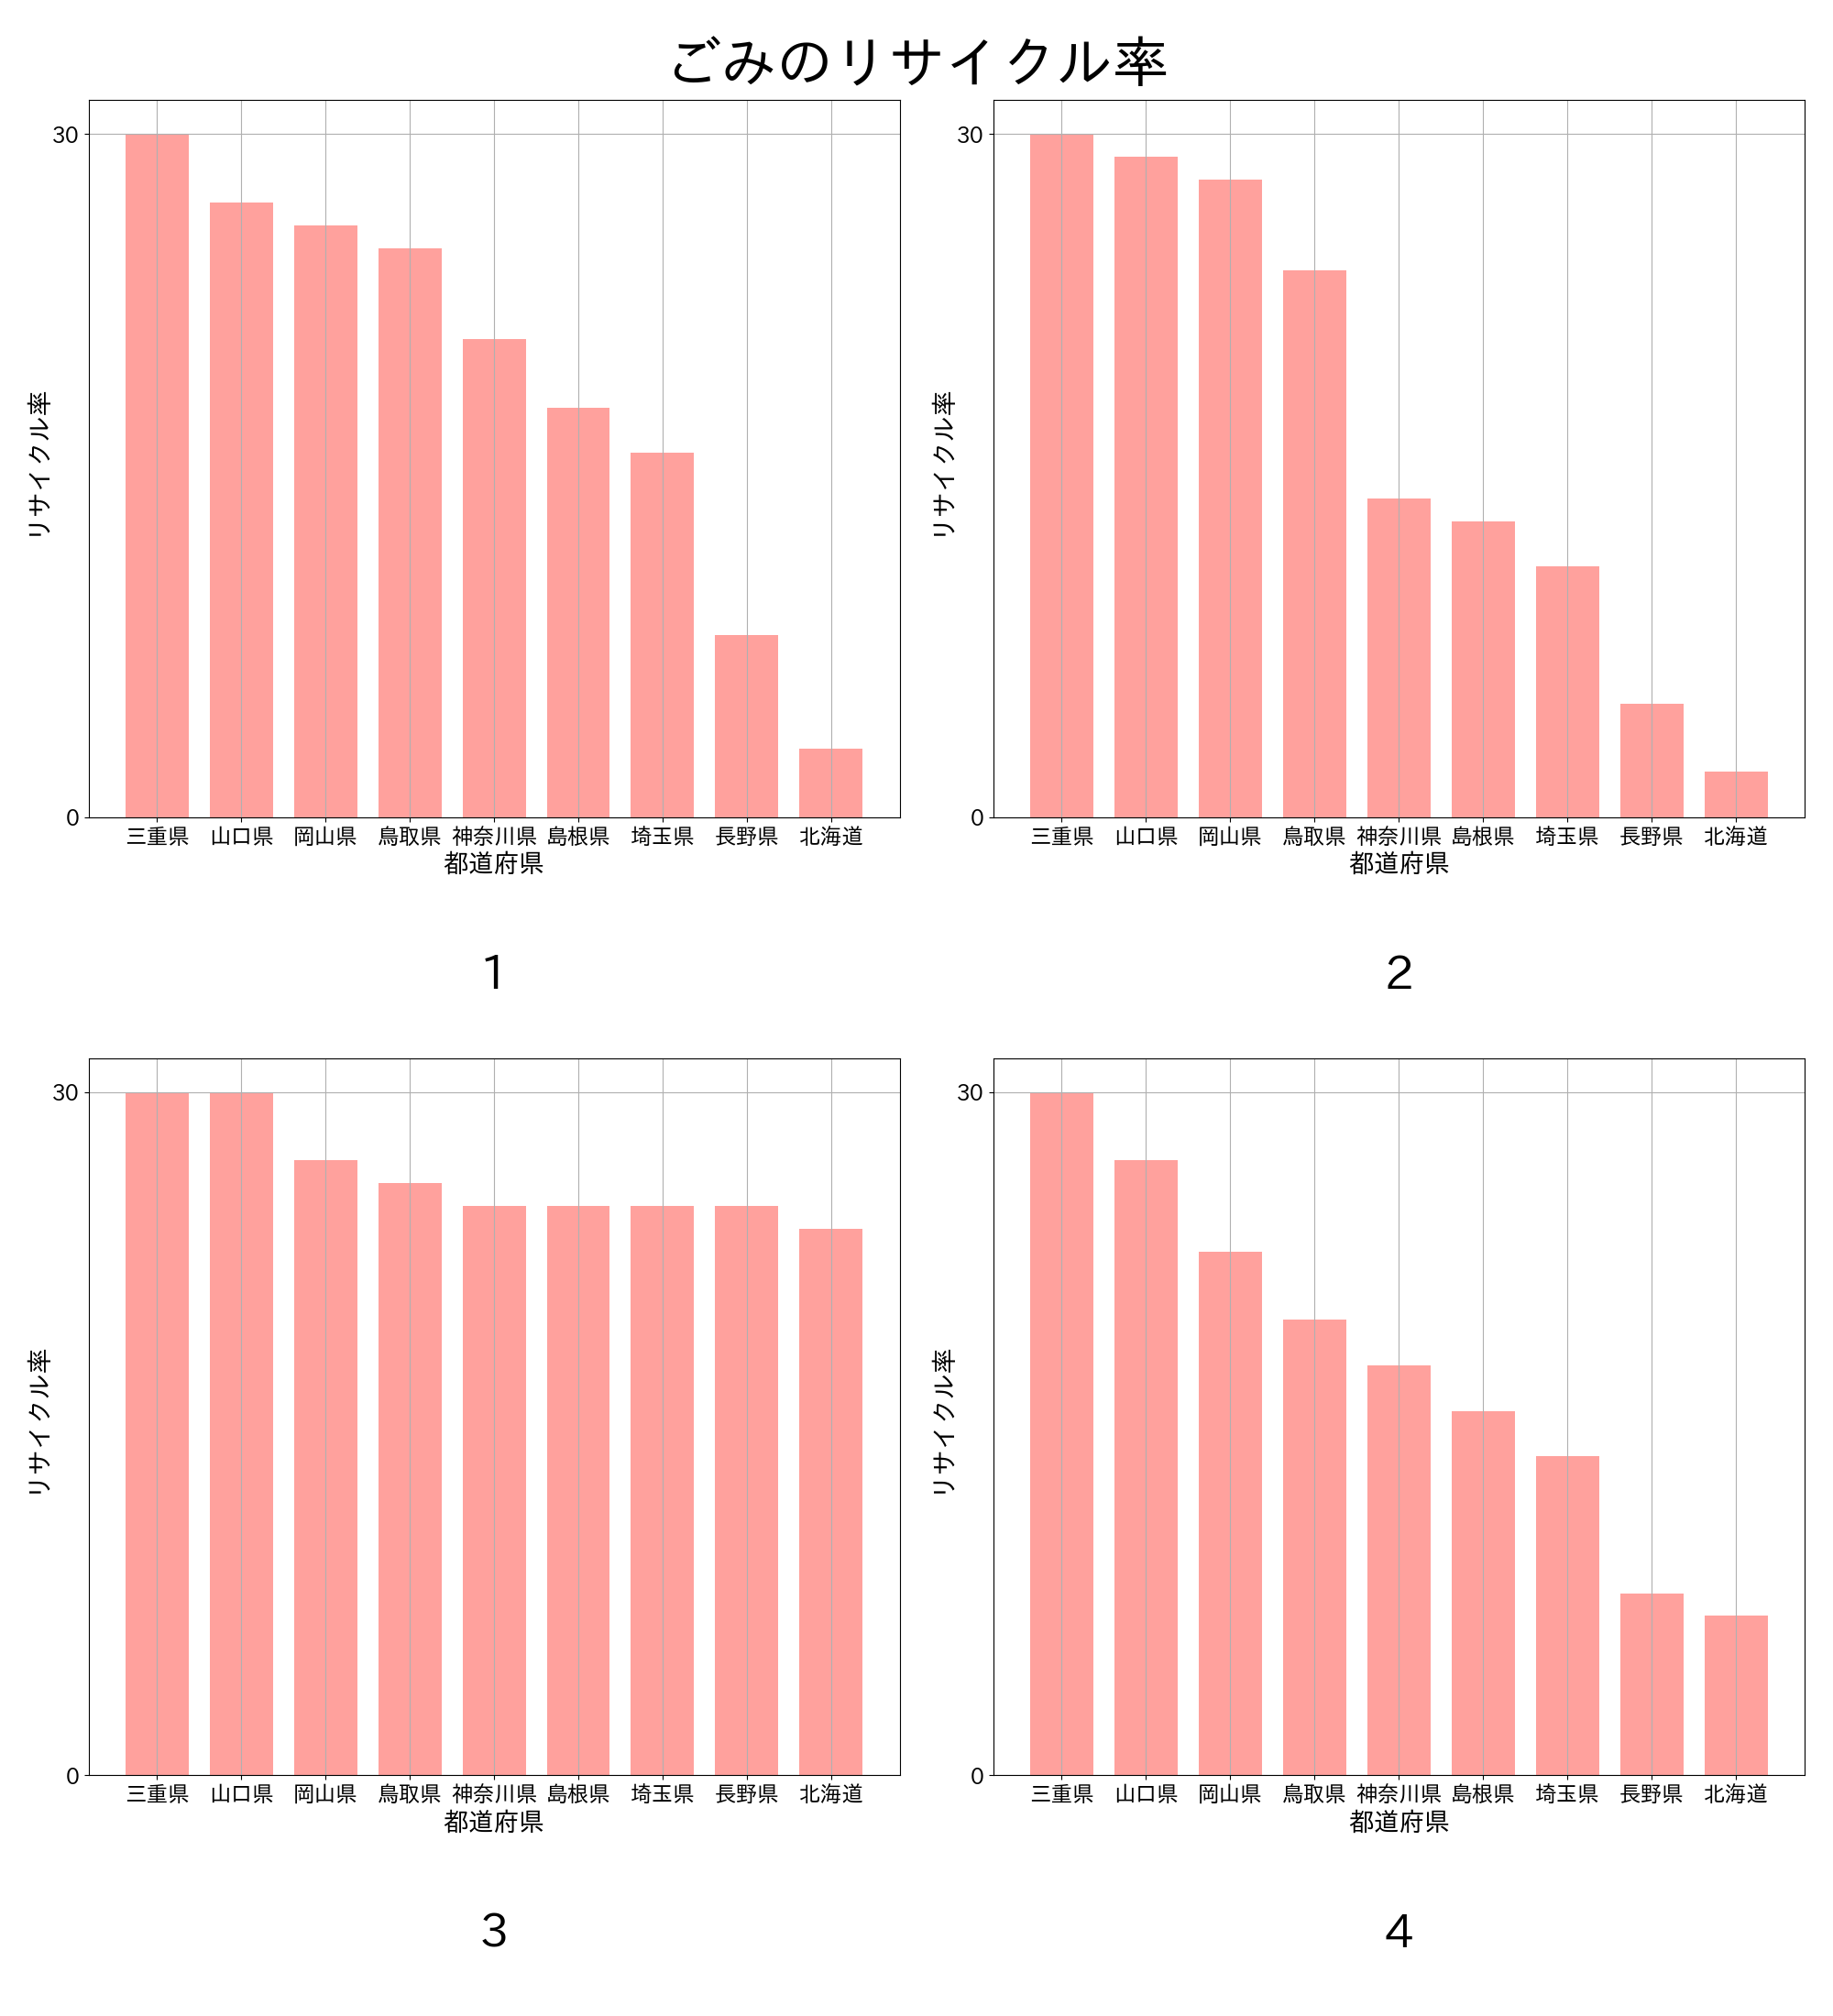 ごみのリサイクル率
30
0
リサイクル率
三重県 山口県 岡山県 鳥取県 神奈川県 島根県 埼玉県 長野県 北海道
都道府県
1
30
0
リサイクル率
三重県 山口県 岡山県 鳥取県 神奈川県 島根県 埼玉県 長野県 北海道
都道府県
2
30
0
リサイクル率
三重県 山口県 岡山県 鳥取県 神奈川県 島根県 埼玉県 長野県 北海道
都道府県
3
30
0
リサイクル率
三重県 山口県 岡山県 鳥取県 神奈川県 島根県 埼玉県 長野県 北海道
都道府県
4